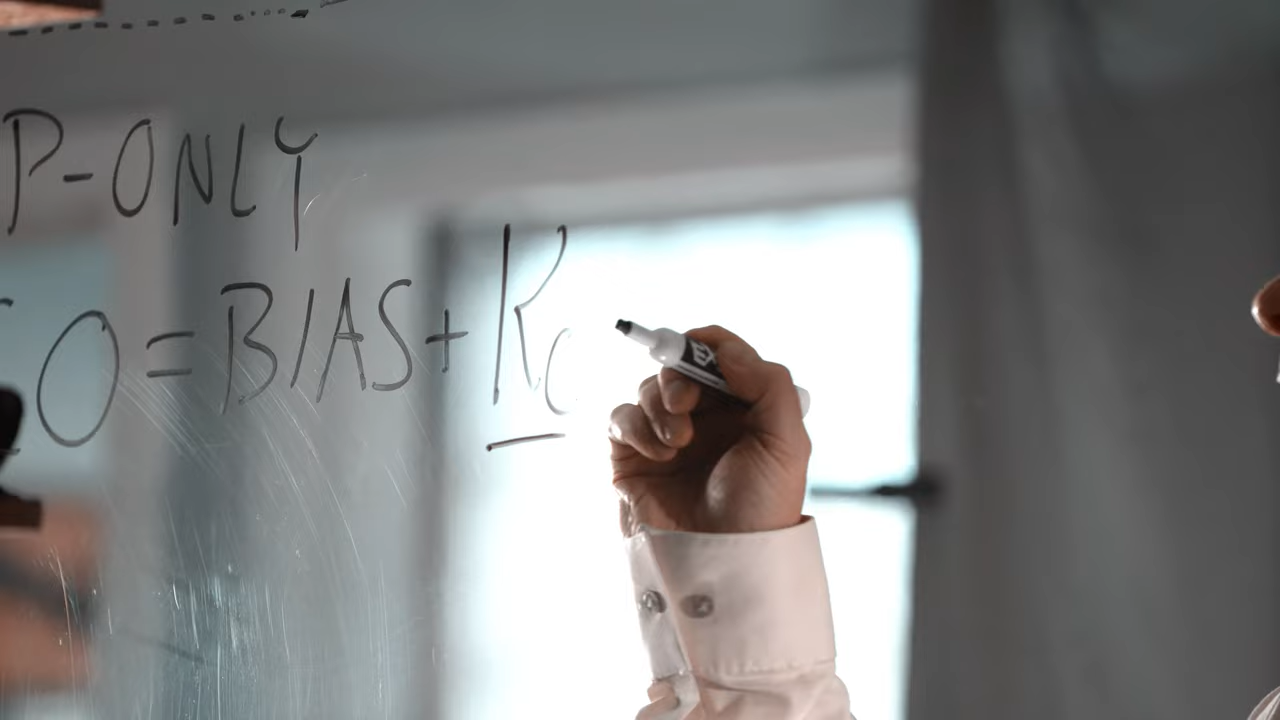 P-ONLY
O = BIAS + Kc